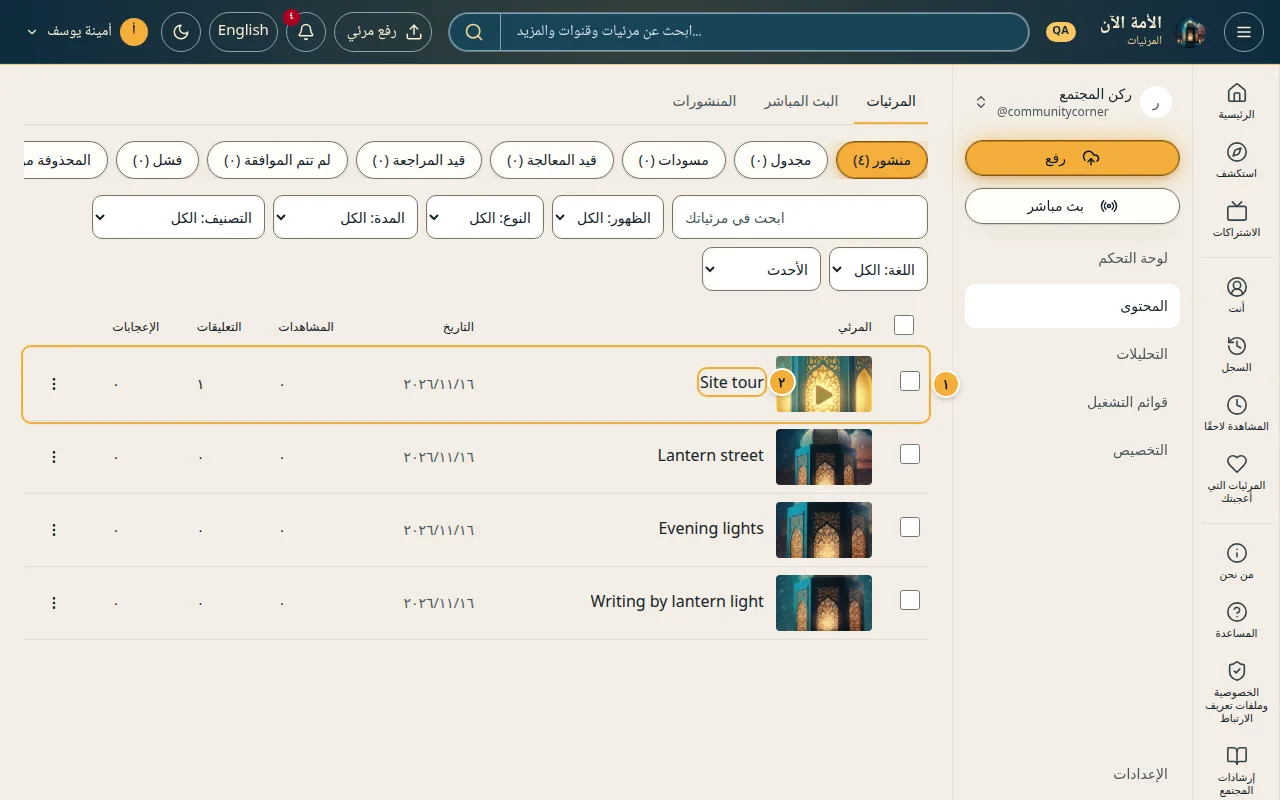 الأمة الآن
المرئيات
QA
ابحث عن مرئيات وقنوات والمزيد...
رفع مرئي
٤
English
أ
أمينة يوسف
الرئيسية
استكشف
الاشتراكات
أنت
السجل
المشاهدة لاحقًا
المرئيات التي
أعجبتك
من نحن
المساعدة
الخصوصية
وملفات تعريف
الارتباط
إرشادات
المجتمع
ر
ركن المجتمع
@communitycorner
رفع
بث مباشر
لوحة التحكم
المحتوى
التحليلات
قوائم التشغيل
التخصيص
الإعدادات
المرئيات البث المباشر المنشورات
منشور (٤) مجدول (٠) مسودات (٠) قيد المعالجة (٠) قيد المراجعة (٠) لم تتم الموافقة (٠) فشل (٠) المحذوفة
ابحث في مرئياتك الظهور: الكل النوع: الكل المدة: الكل التصنيف: الكل
اللغة: الكل الأحدث
المرئي التاريخ المشاهدات التعليقات الإعجابات
١ ٢ Site tour ٢٠٢٦/١١/١٦ ٠ ١ ٠
Lantern street ٢٠٢٦/١١/١٦ ٠ ٠ ٠
Evening lights ٢٠٢٦/١١/١٦ ٠ ٠ ٠
Writing by lantern light ٢٠٢٦/١١/١٦ ٠ ٠ ٠